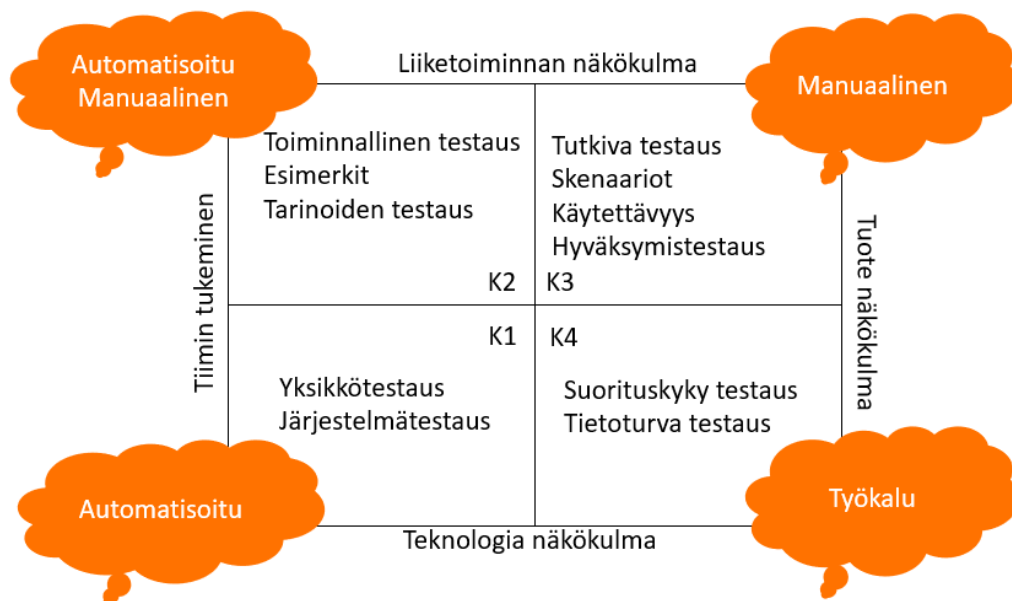 Automatisoitu
Manuaalinen
Liiketoiminnan näkökulma
Manuaalinen
Toiminnallinen testaus
Esimerkit
Tarinoiden testaus
Tutkiva testaus
Skenaariot
Käytettävyys
Hyväksymistestaus
Tiimin tukeminen
Tuote näkökulma
K2
K3
K1
K4
Yksikkötestaus
Järjestelmätestaus
Suorituskyky testaus
Tietoturva testaus
Automatisoitu
Työkalu
Teknologia näkökulma